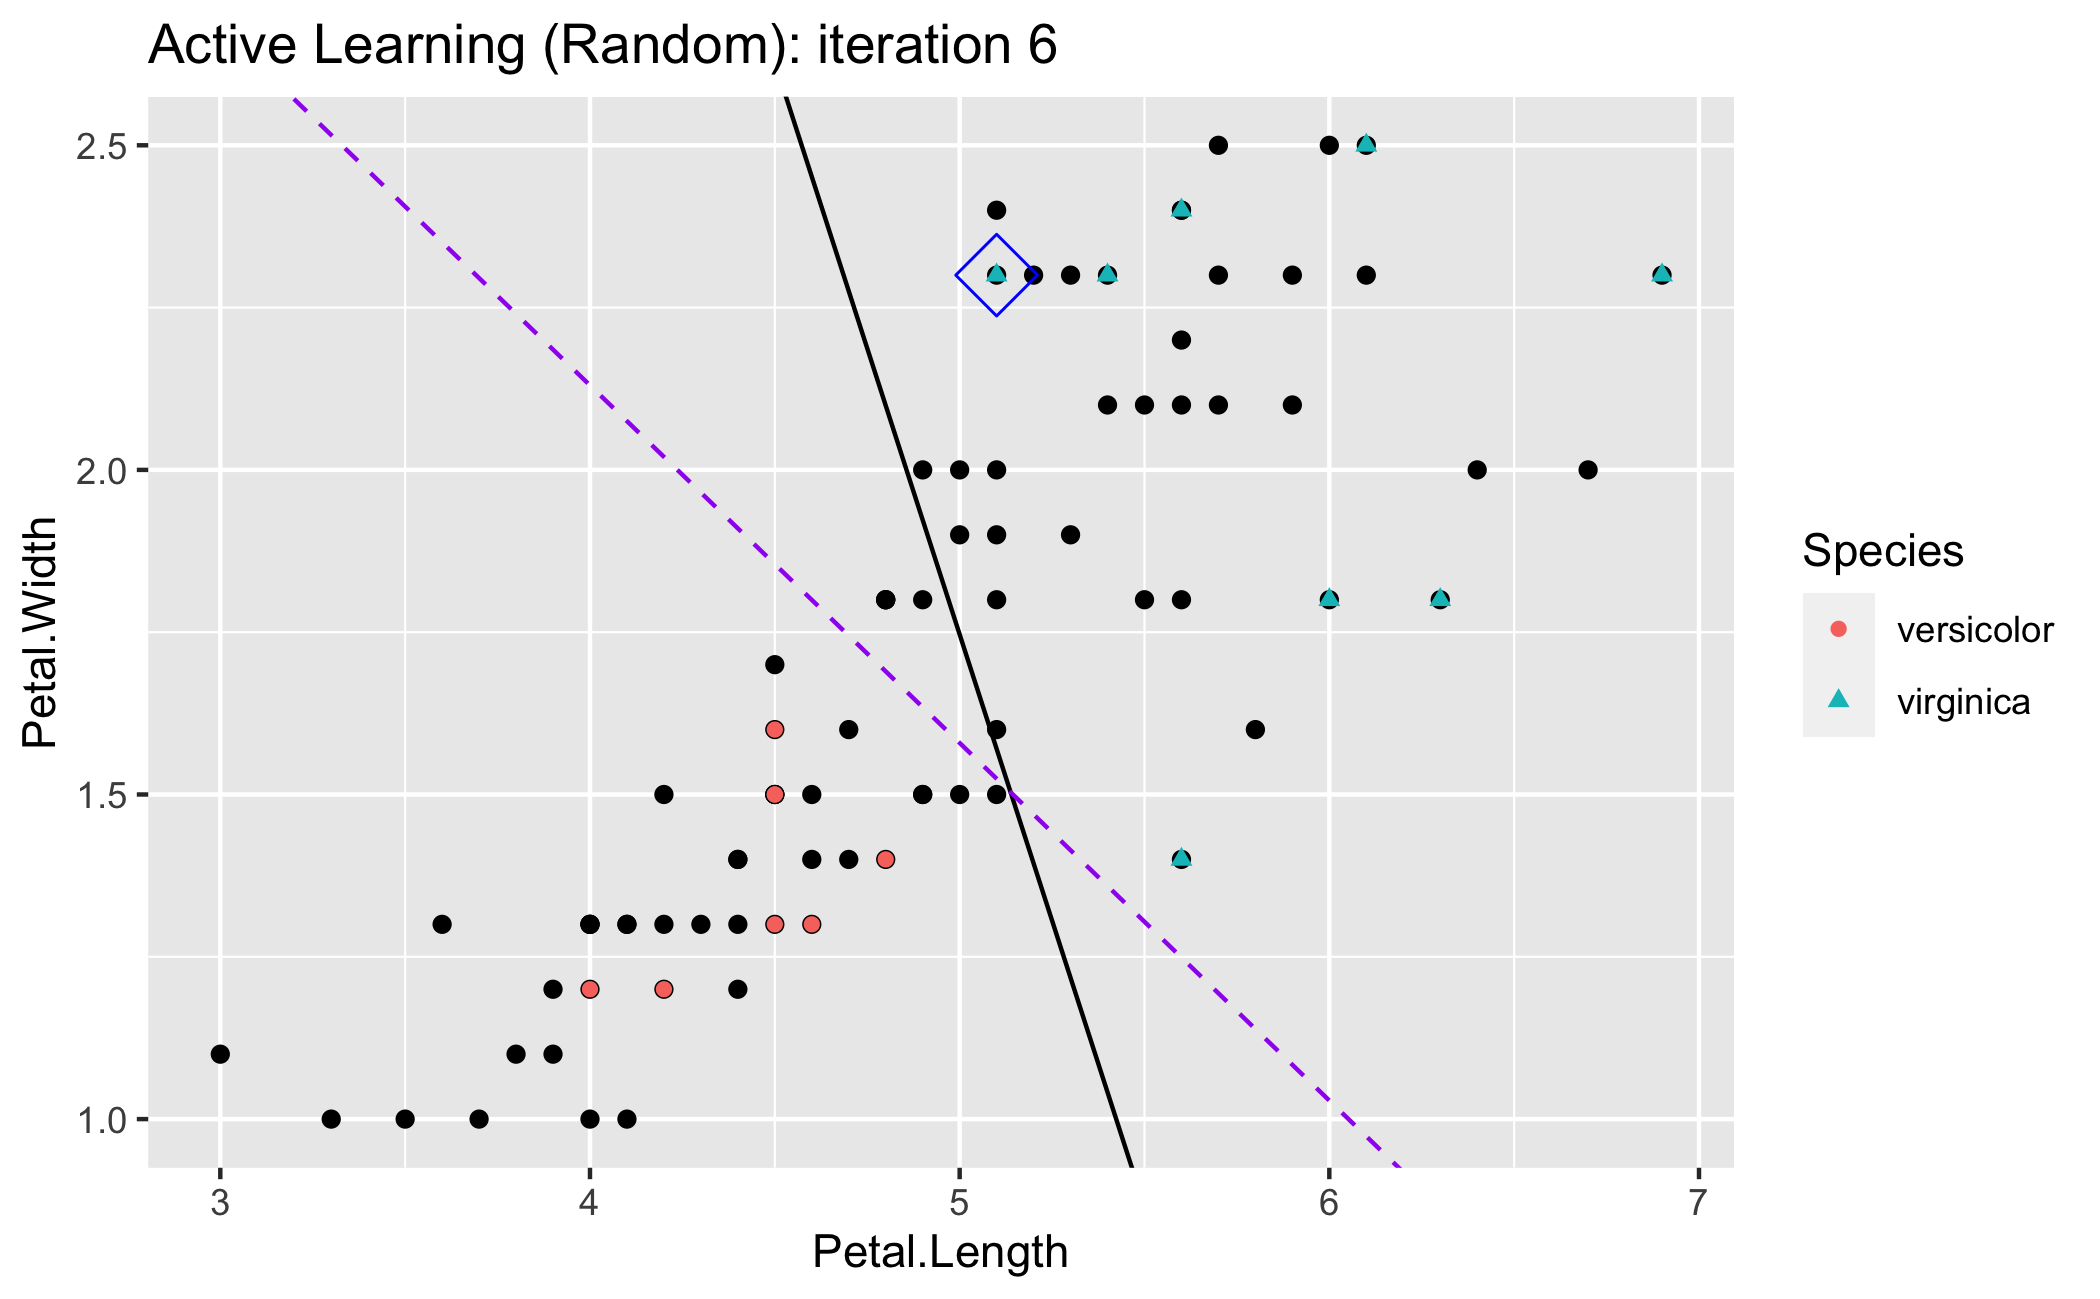 Active Learning (Random): iteration 6
2.5
2.0
1.5
1.0
Petal.Width
3 4 5 6 7
Petal.Length
Species
versicolor
virginica